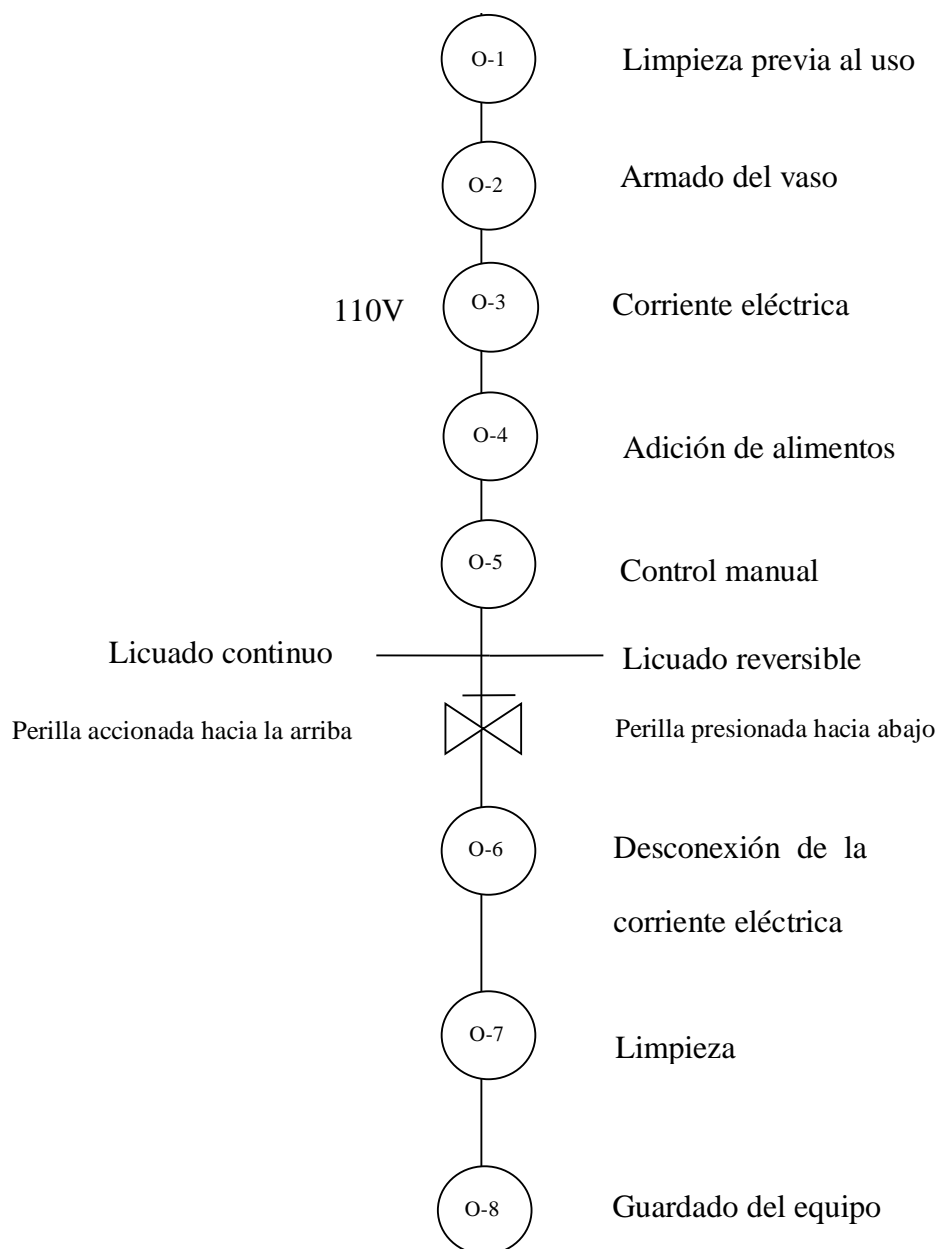 O-1 Limpieza previa al uso
O-2 Armado del vaso
110V O-3 Corriente eléctrica
O-4 Adición de alimentos
O-5 Control manual
Licuado continuo Licuado reversible
Perilla accionada hacia la arriba Perilla presionada hacia abajo
O-6 Desconexión de la
corriente eléctrica
O-7 Limpieza
O-8 Guardado del equipo